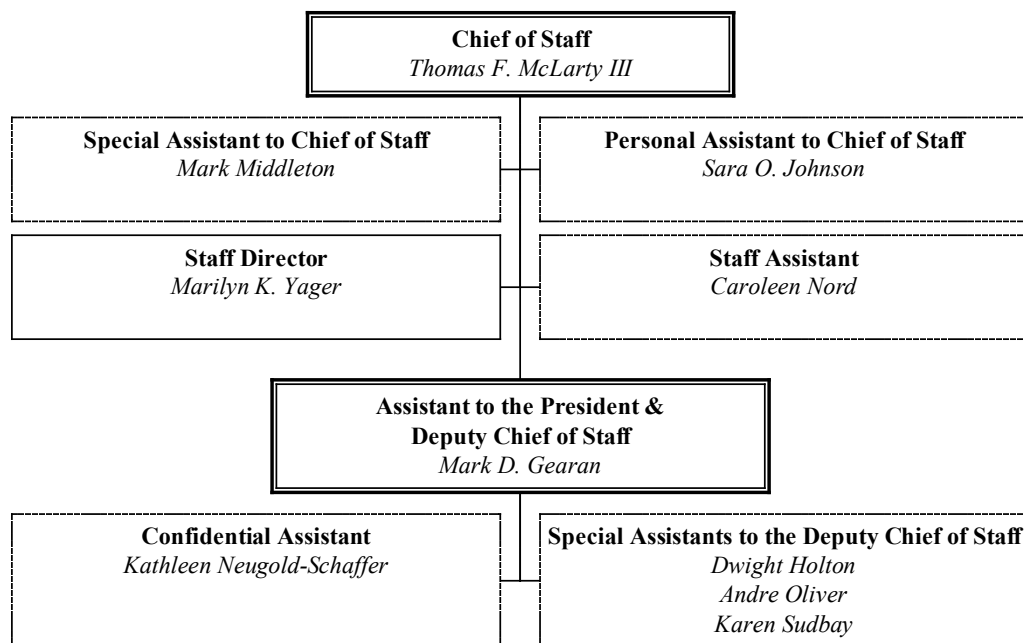 Chief of Staff
Thomas F. McLarty III
Special Assistant to Chief of Staff
Mark Middleton
Personal Assistant to Chief of Staff
Sara O. Johnson
Staff Director
Marilyn K. Yager
Staff Assistant
Caroleen Nord
Assistant to the President &
Deputy Chief of Staff
Mark D. Gearan
Confidential Assistant
Kathleen Neugold-Schaffer
Special Assistants to the Deputy Chief of Staff
Dwight Holton
Andre Oliver
Karen Sudbay